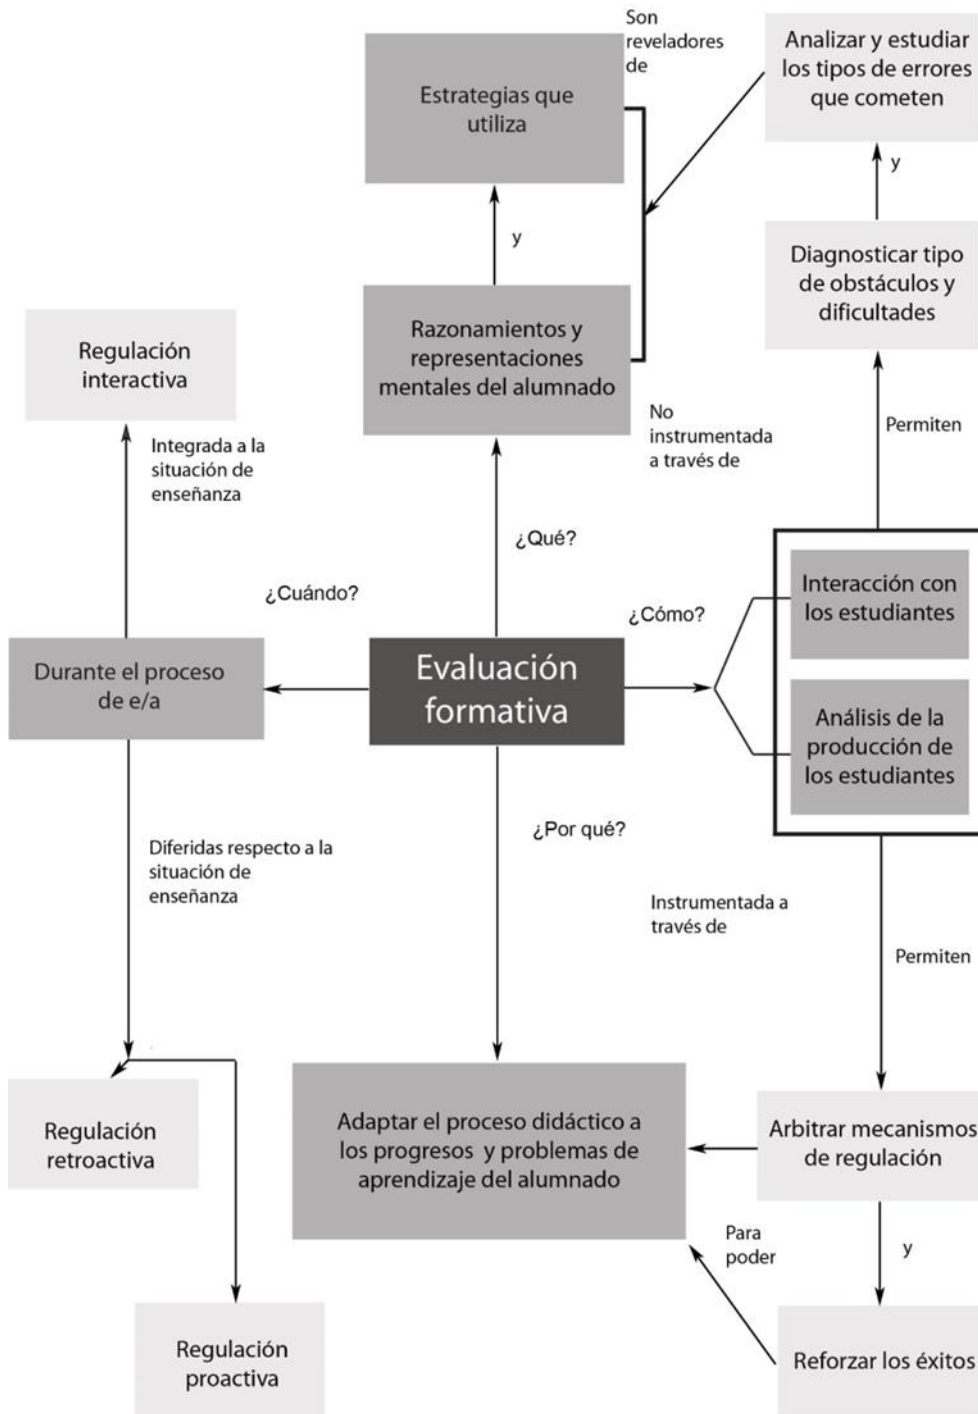 Son
reveladores
de
Estrategias que
utiliza
Analizar y estudiar
los tipos de errores
que cometen
y
y
Diagnosticar tipo
de obstáculos y
dificultades
Razonamientos y
representaciones
mentales del alumnado
Regulación
interactiva
No
instrumentada
a través de
Permiten
Integrada a la
situación de
enseñanza
¿Qué?
¿Cuándo?
¿Cómo?
Interacción con
los estudiantes
Durante el proceso
de e/a
Evaluación
formativa
Análisis de la
producción de
los estudiantes
¿Por qué?
Diferidas respecto a la
situación de
enseñanza
Instrumentada a
través de
Permiten
Regulación
retroactiva
Adaptar el proceso didáctico a
los progresos y problemas de
aprendizaje del alumnado
Arbitrar mecanismos
de regulación
Para
poder
y
Regulación
proactiva
Reforzar los éxitos